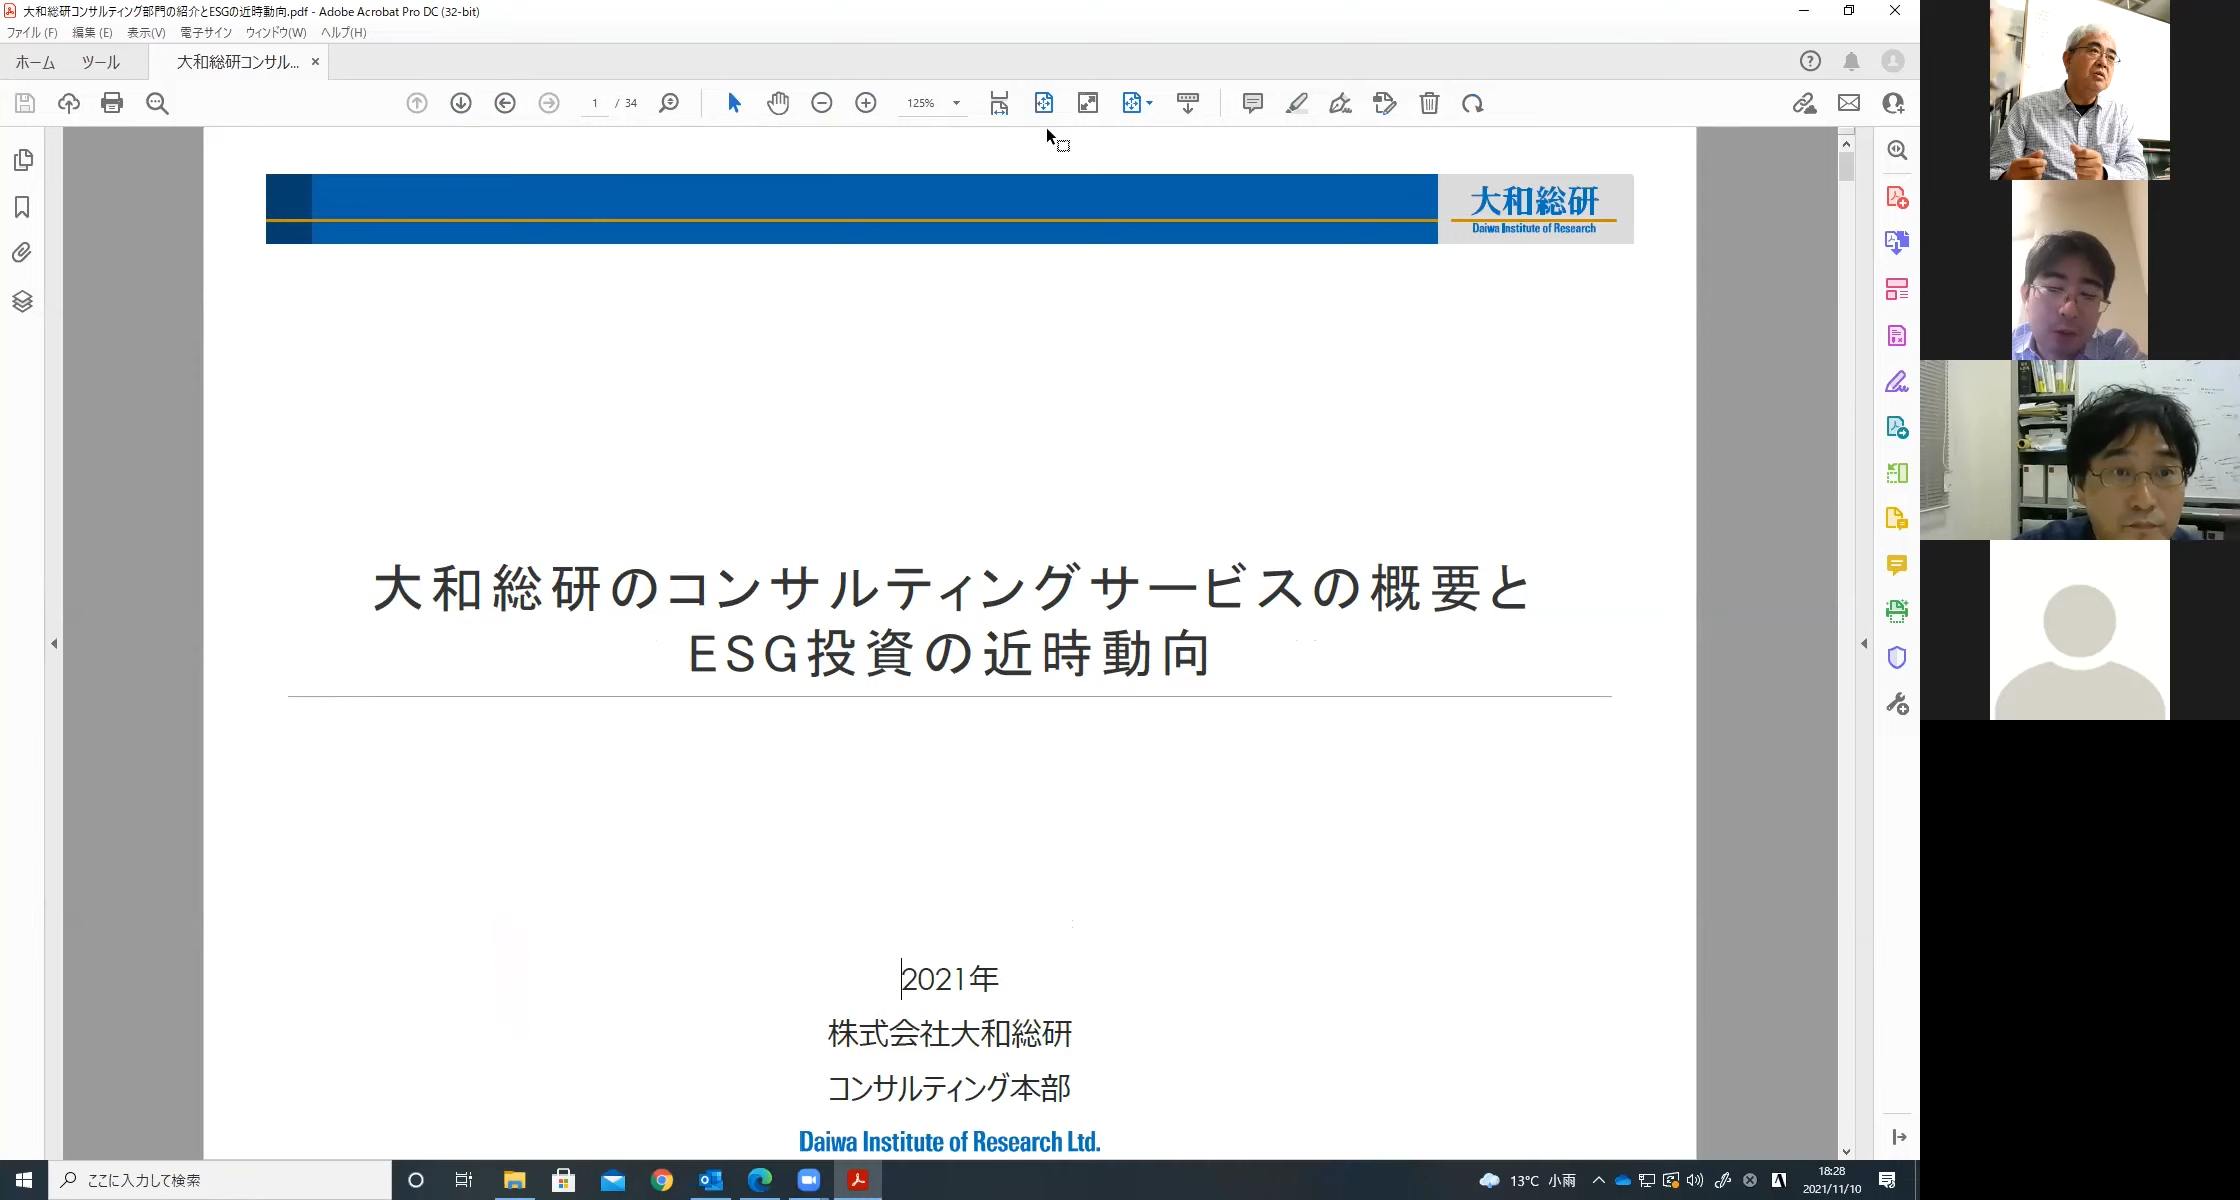 大和総研コンサルティング部門の紹介とESGの近時動向.pdf - Adobe Acrobat Pro DC (32-bit)
ファイル(F) 編集(E) 表示(V) 電子サイン ウィンドウ(W) ヘルプ(H)
ホーム ツール 大和総研コンサル... ×
1 / 34 125%
大和総研
Daiwa Institute of Research
大和総研のコンサルティングサービスの概要と
ESG投資の近時動向
2021年
株式会社大和総研
コンサルティング本部
Daiwa Institute of Research Ltd.
ここに入力して検索
13°C 小雨
A
18:28
2021/11/10